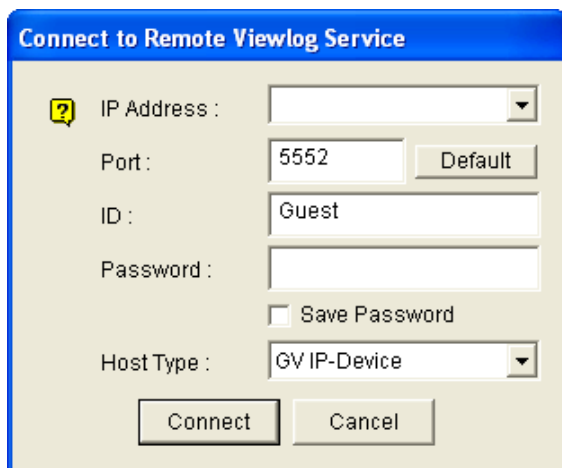 Connect to Remote Viewlog Service
?
IP Address :
Port :
5552
Default
ID :
Guest
Password :
Save Password
Host Type :
GV IP-Device
Connect
Cancel